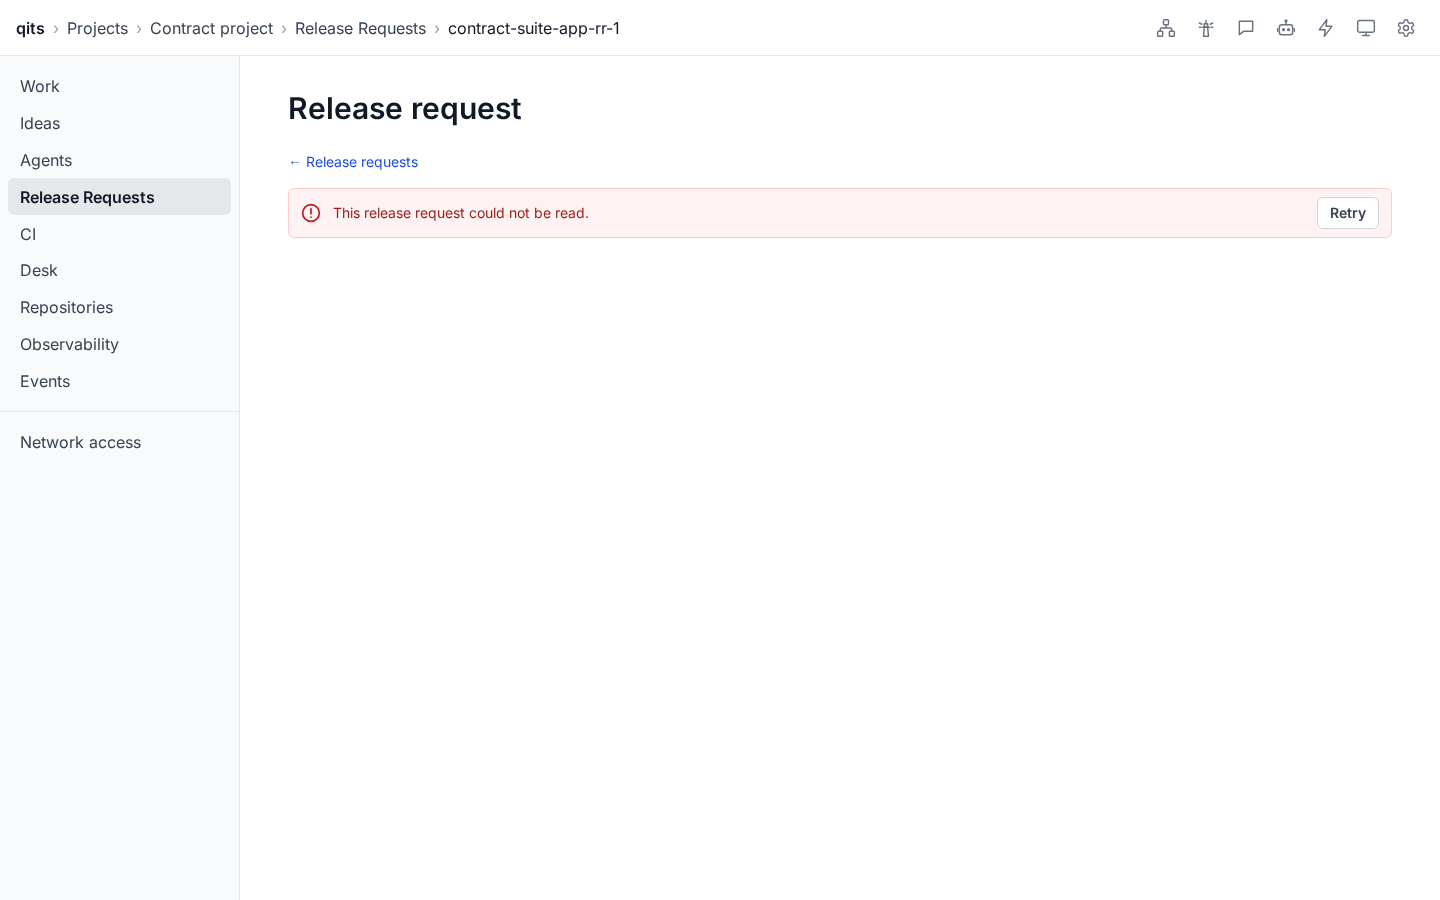 qits › Projects › Contract project › Release Requests › contract-suite-app-rr-1
Work
Ideas
Agents
Release Requests
CI
Desk
Repositories
Observability
Events
Network access
Release request
← Release requests
This release request could not be read.
Retry